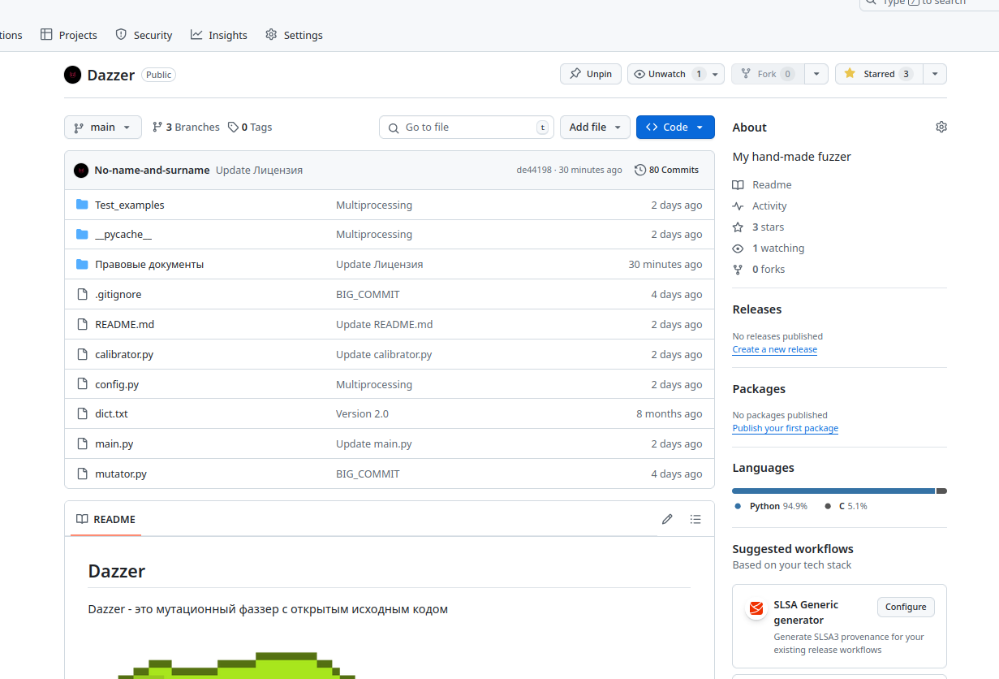 Type / to search
tions Projects Security Insights Settings
Dazzer Public Unpin Unwatch 1 Fork 0 Starred 3
main 3 Branches 0 Tags Go to file t Add file Code
No-name-and-surname Update Лицензия de44198 · 30 minutes ago 80 Commits
Test_examples Multiprocessing 2 days ago
__pycache__ Multiprocessing 2 days ago
Правовые документы Update Лицензия 30 minutes ago
.gitignore BIG_COMMIT 4 days ago
README.md Update README.md 2 days ago
calibrator.py Update calibrator.py 2 days ago
config.py Multiprocessing 2 days ago
dict.txt Version 2.0 8 months ago
main.py Update main.py 2 days ago
mutator.py BIG_COMMIT 4 days ago
README
Dazzer
Dazzer - это мутационный фаззер с открытым исходным кодом
About
My hand-made fuzzer
Readme
Activity
3 stars
1 watching
0 forks
Releases
No releases published
Create a new release
Packages
No packages published
Publish your first package
Languages
Python 94.9% C 5.1%
Suggested workflows
Based on your tech stack
SLSA Generic
generator
Configure
Generate SLSA3 provenance for your
existing release workflows